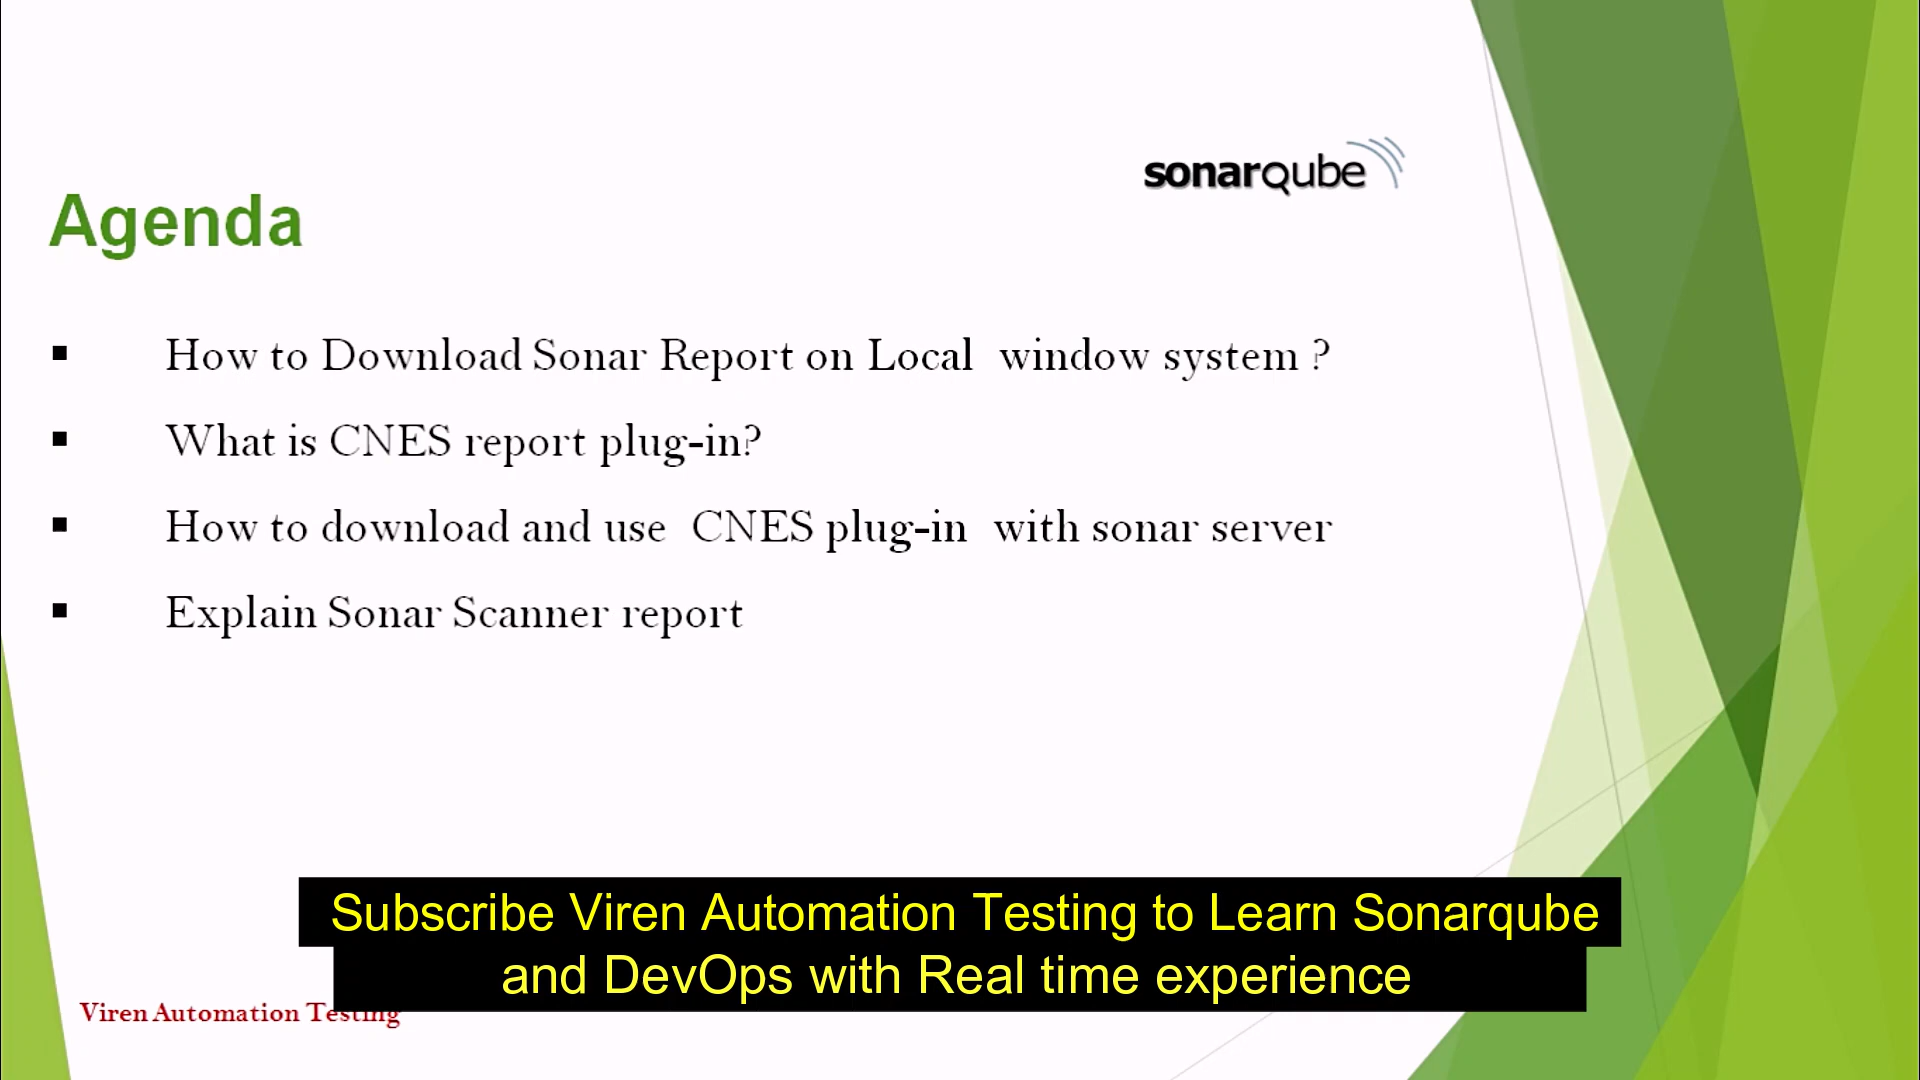 sonarqube
Agenda
How to Download Sonar Report on Local window system ?
What is CNES report plug-in?
How to download and use CNES plug-in with sonar server
Explain Sonar Scanner report
Subscribe Viren Automation Testing to Learn Sonarqube
and DevOps with Real time experience
Viren Automation Testing